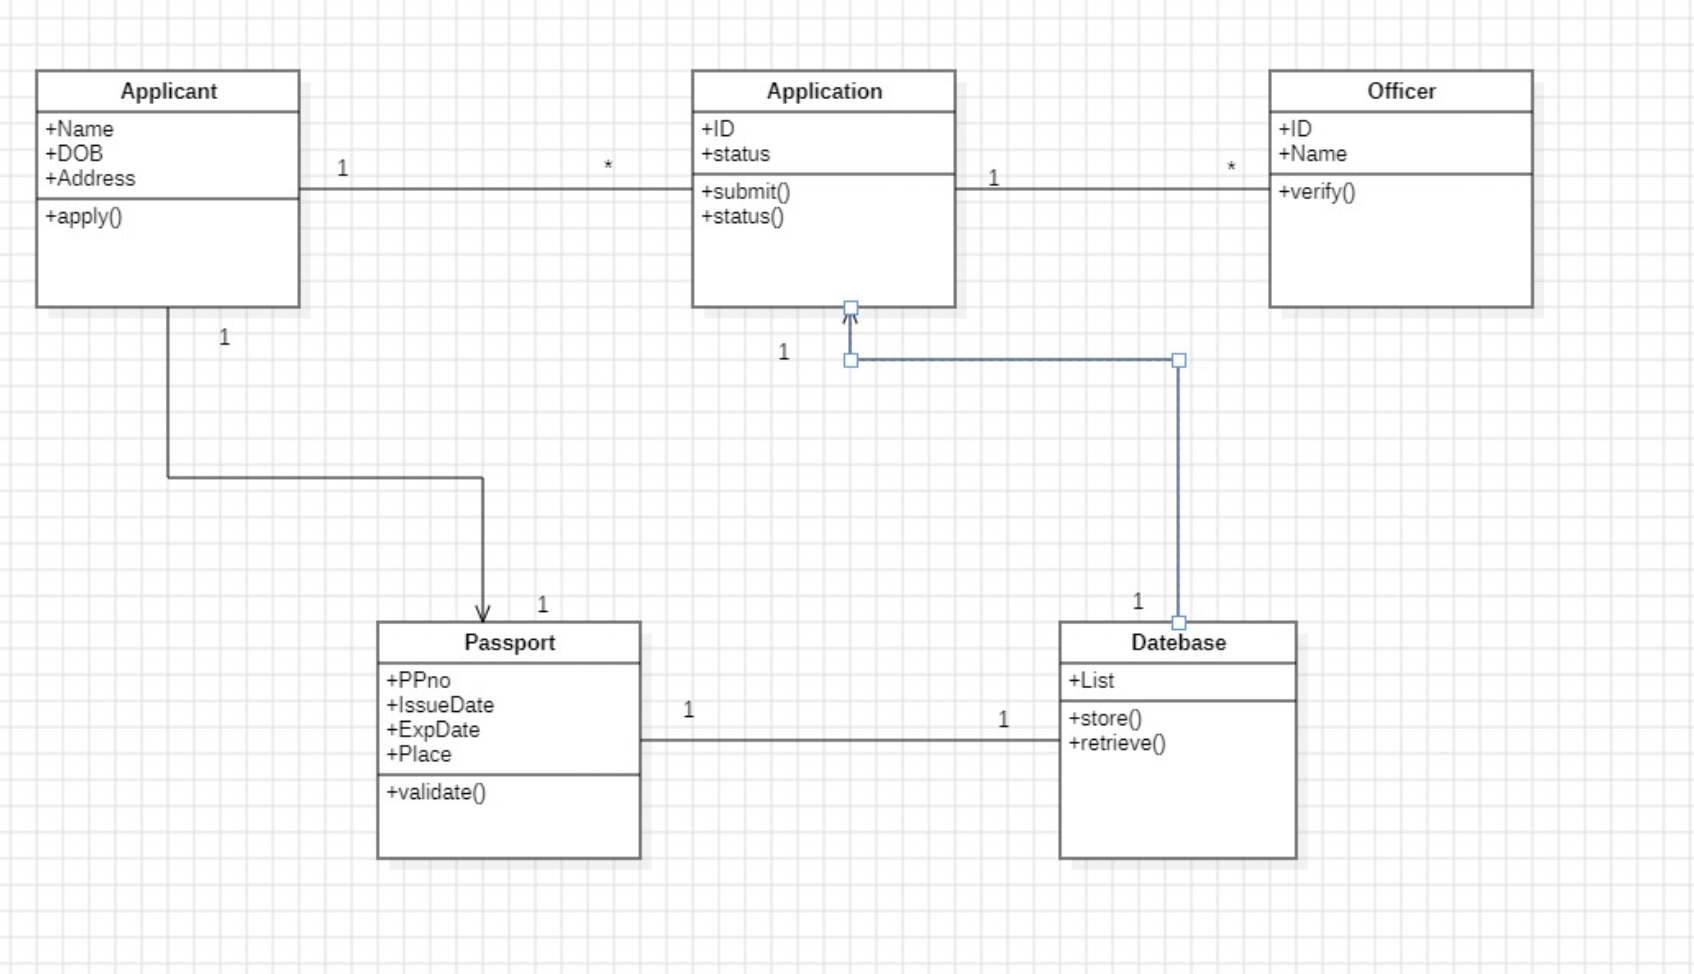 Applicant
+Name
+DOB
+Address
+apply()
1
*
Application
+ID
+status
+submit()
+status()
1
*
Officer
+ID
+Name
+verify()
1
1
1
1
Passport
+PPno
+IssueDate
+ExpDate
+Place
+validate()
1
1
Datebase
+List
+store()
+retrieve()